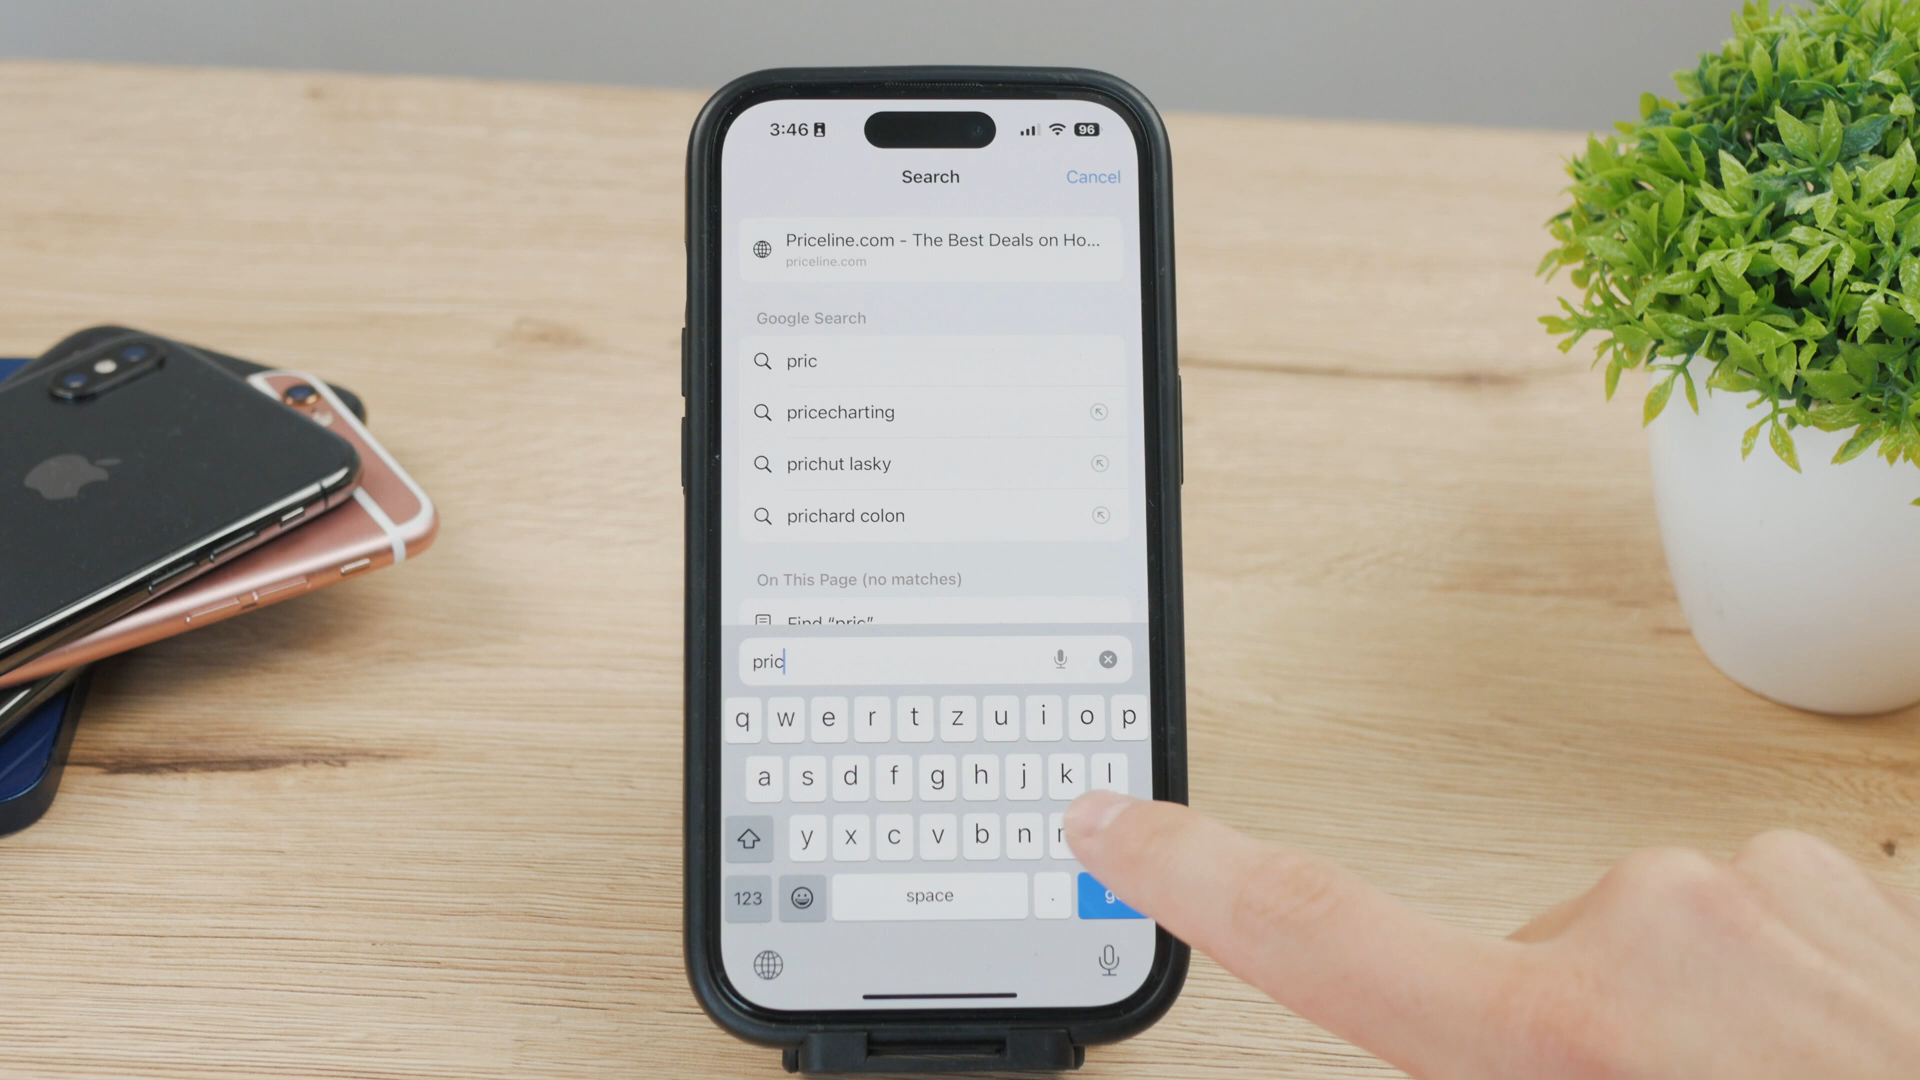 3:46 96
Search Cancel
Priceline.com - The Best Deals on Ho...
priceline.com
Google Search
pric
pricecharting
prichut lasky
prichard colon
On This Page (no matches)
Find “pric”
pric
q w e r t z u i o p
a s d f g h j k l
y x c v b n
123 space .